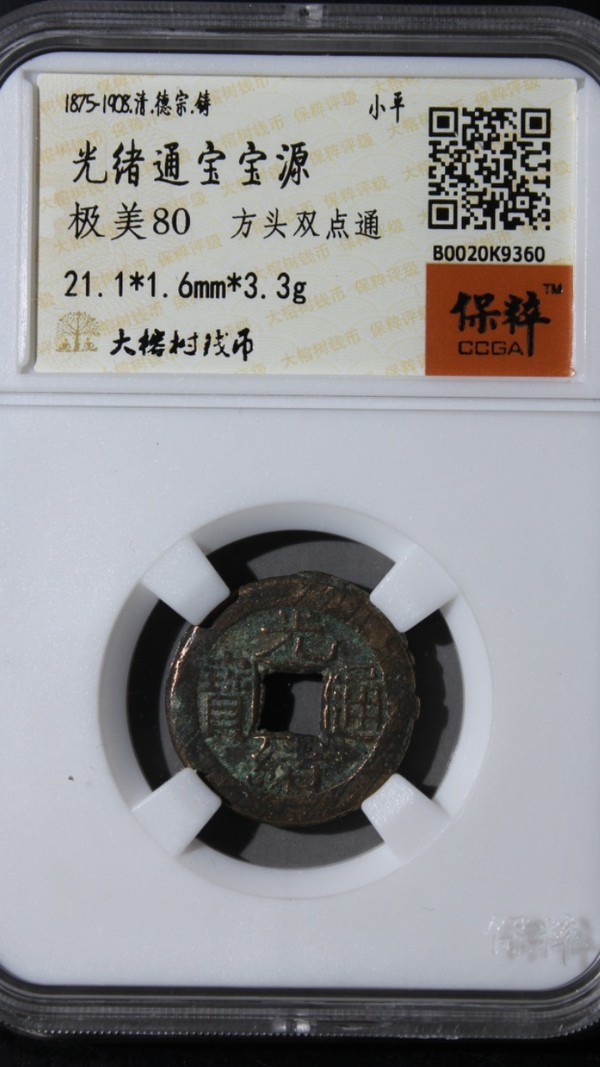 1875-1908.清.德宗.铸 小平
光绪通宝宝源
极美80 方头双点通
21.1*1.6mm*3.3g
大榕树钱币
B0020K9360
保粹™
CCGA
光
寶 通
緒
保粹